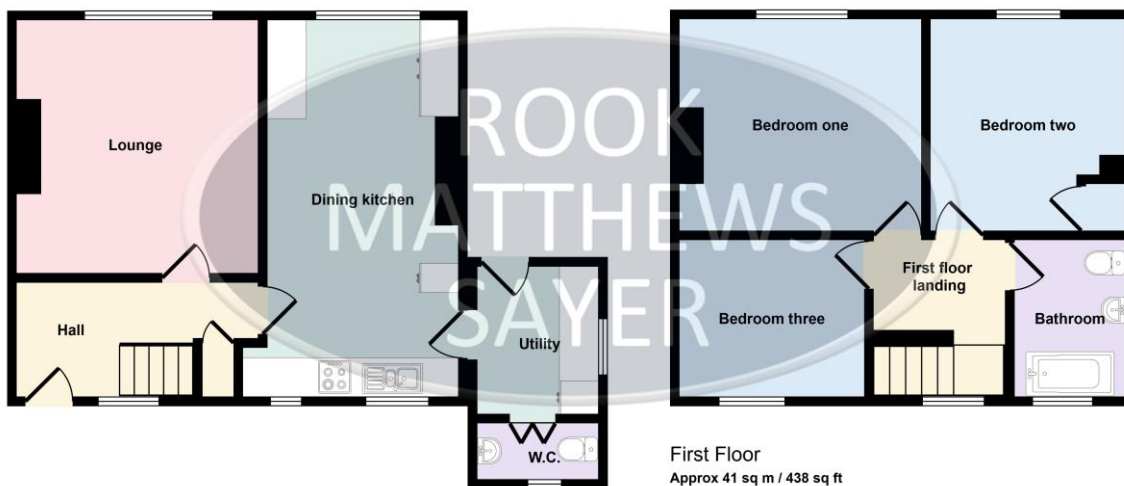 ROOK
MATTHEWS
SAYER
Lounge
Dining kitchen
Hall
Utility
W.C.
Bedroom one
Bedroom two
First floor
landing
Bedroom three
Bathroom
First Floor
Approx 41 sq m / 438 sq ft